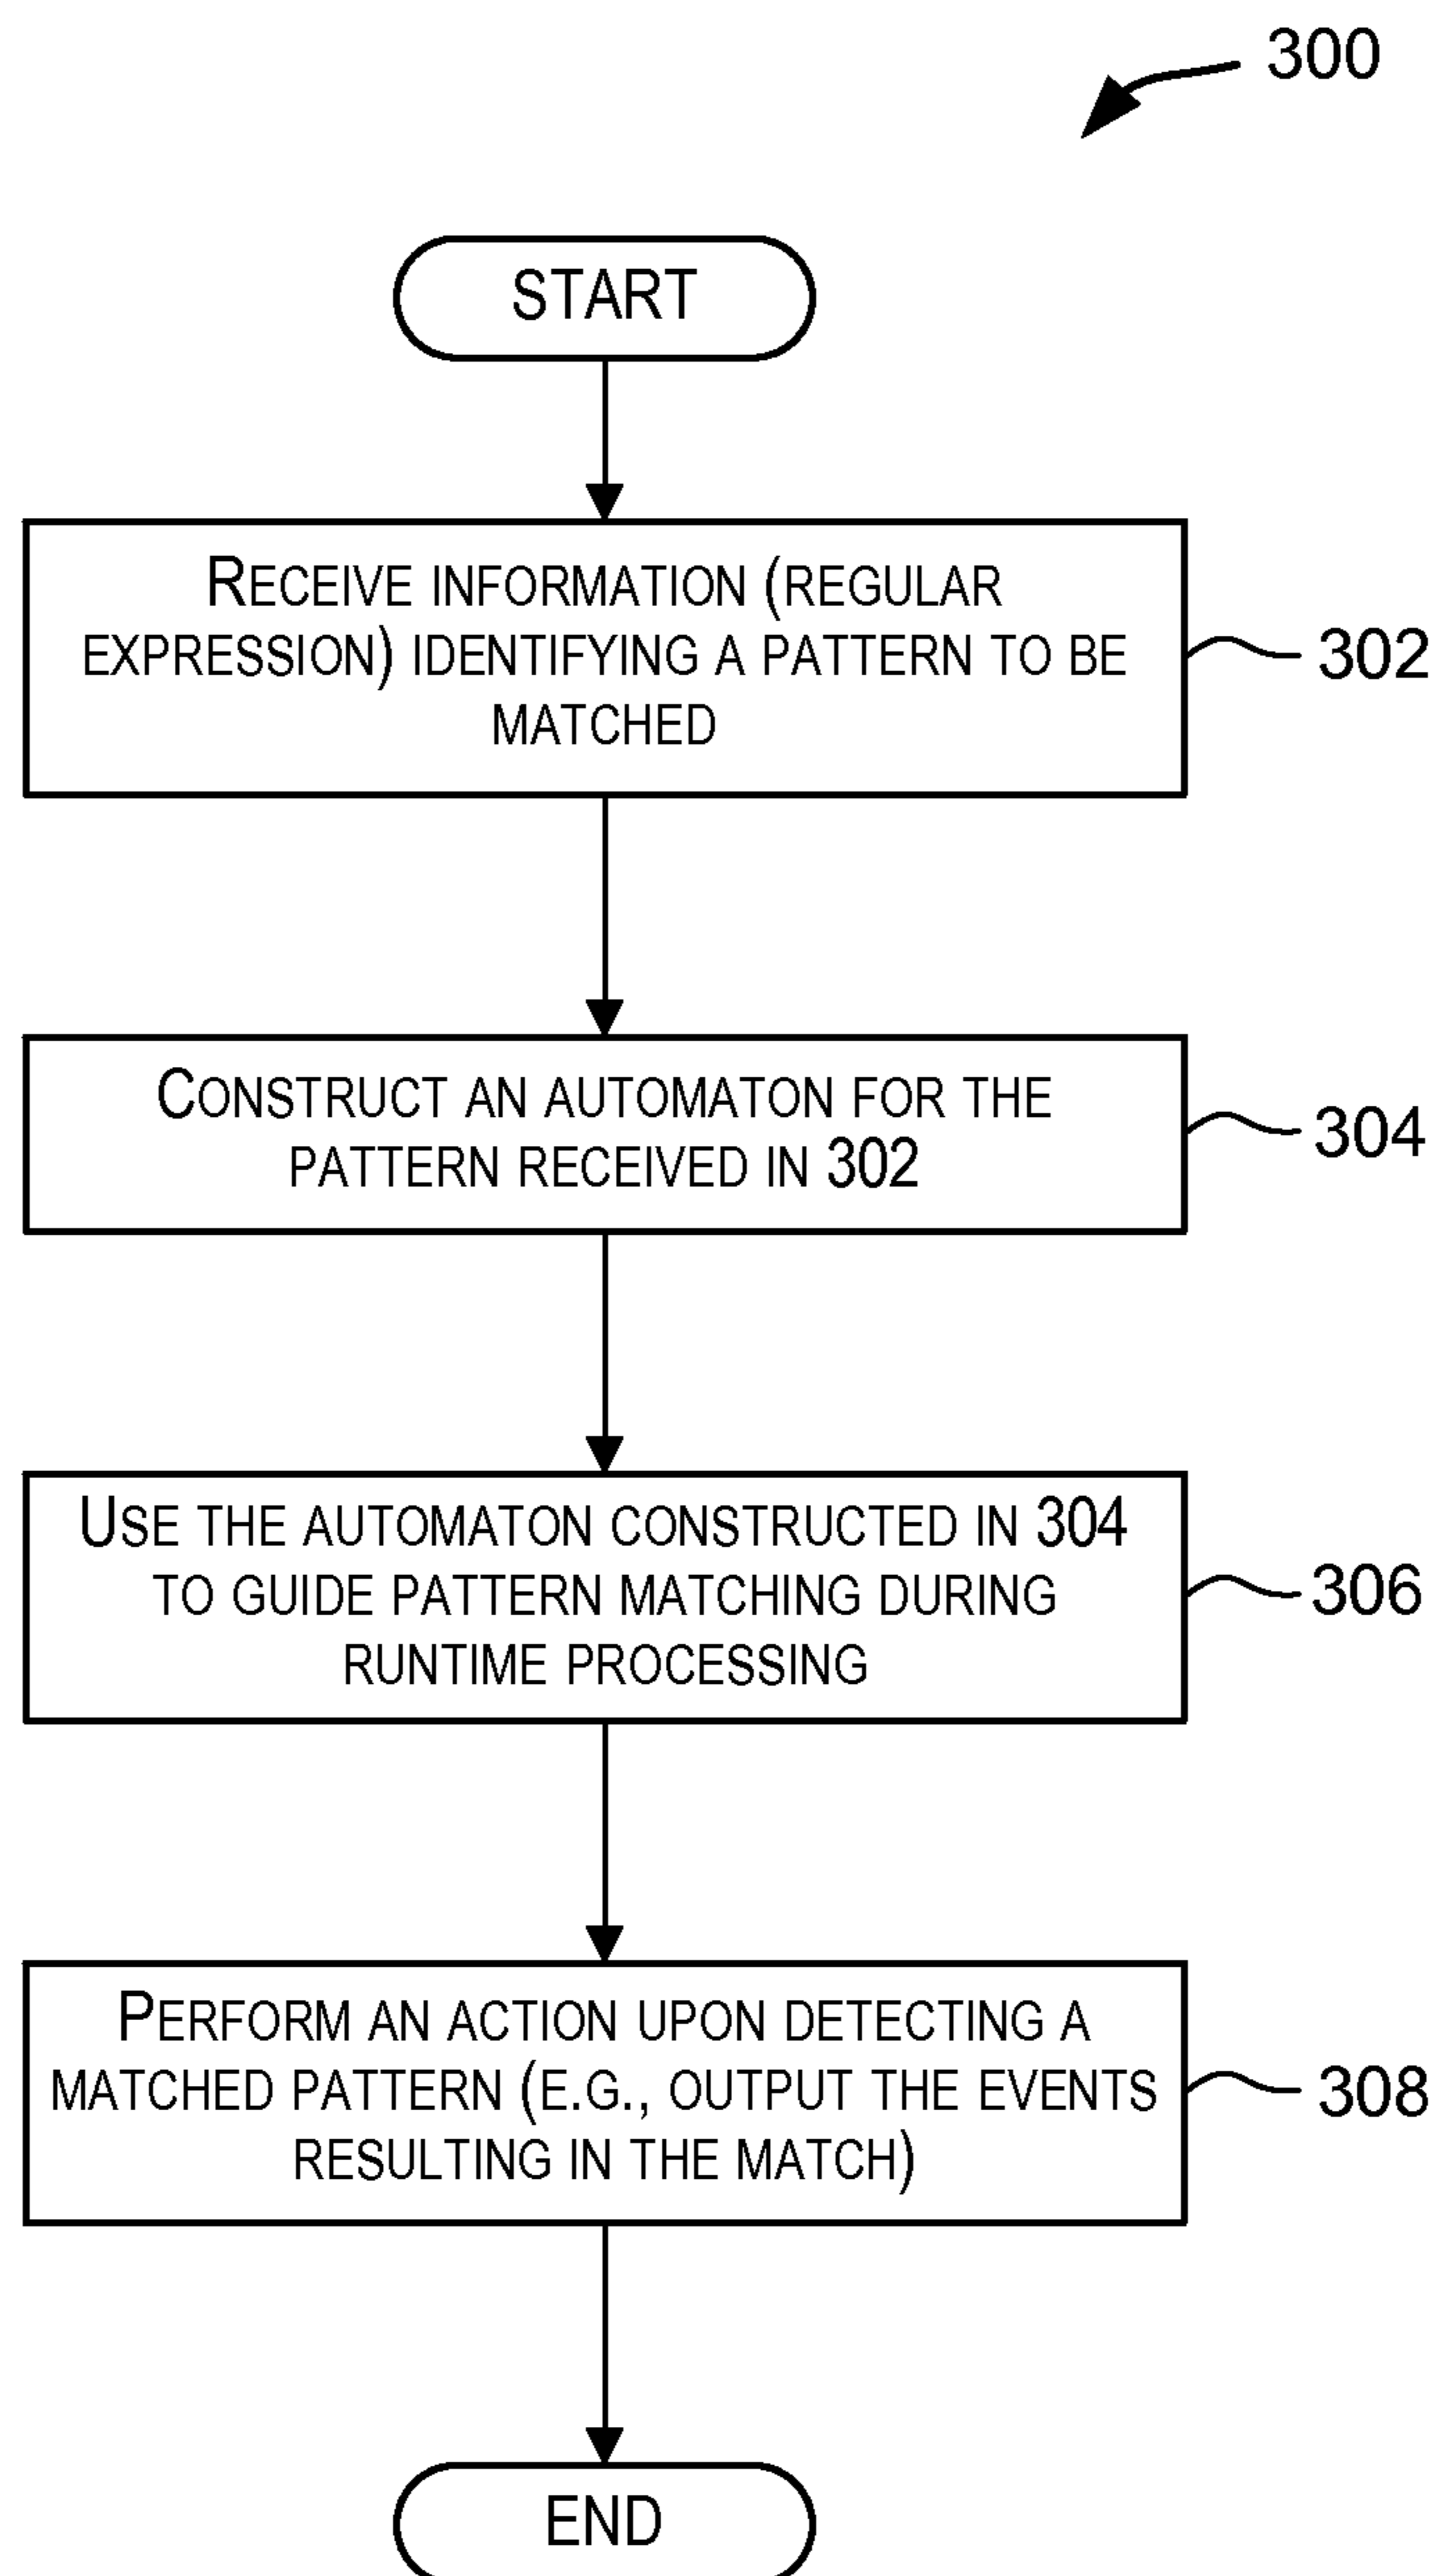 300
START
RECEIVE INFORMATION (REGULAR
EXPRESSION) IDENTIFYING A PATTERN TO BE
MATCHED
302
CONSTRUCT AN AUTOMATON FOR THE
PATTERN RECEIVED IN 302
304
USE THE AUTOMATON CONSTRUCTED IN 304
TO GUIDE PATTERN MATCHING DURING
RUNTIME PROCESSING
306
PERFORM AN ACTION UPON DETECTING A
MATCHED PATTERN (E.G., OUTPUT THE EVENTS
RESULTING IN THE MATCH)
308
END